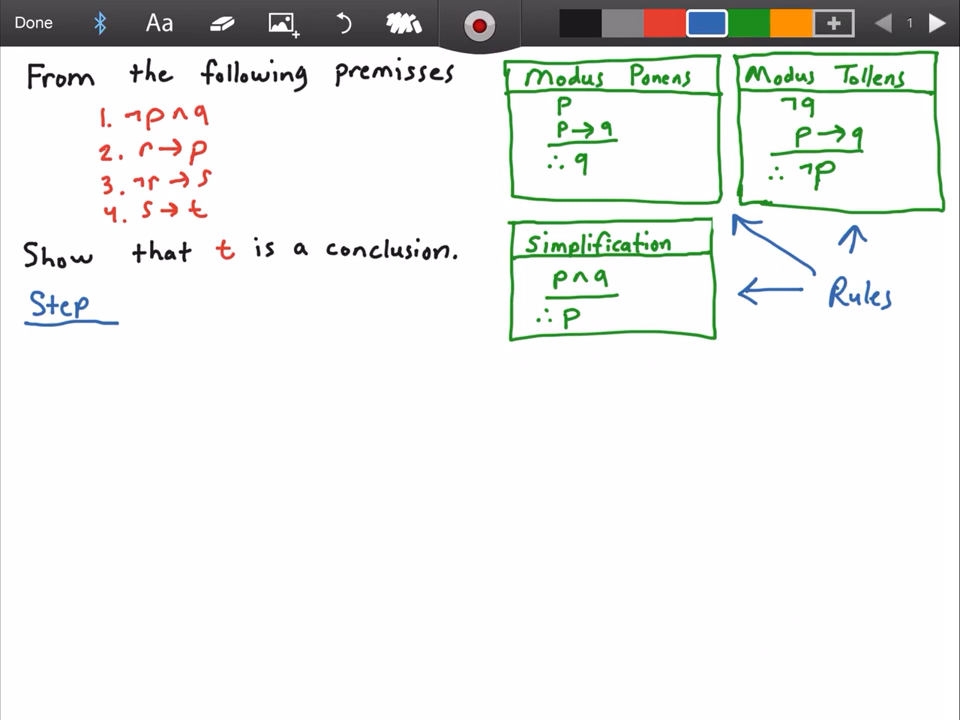 Done
Aa
1
From the following premisses
1. ¬p ∧ q
2. r → p
3. ¬r → s
4. s → t
Show that t is a conclusion.
Step
Modus Ponens
p
p → q
∴ q
Modus Tollens
¬q
p → q
∴ ¬p
Simplification
p ∧ q
∴ p
Rules